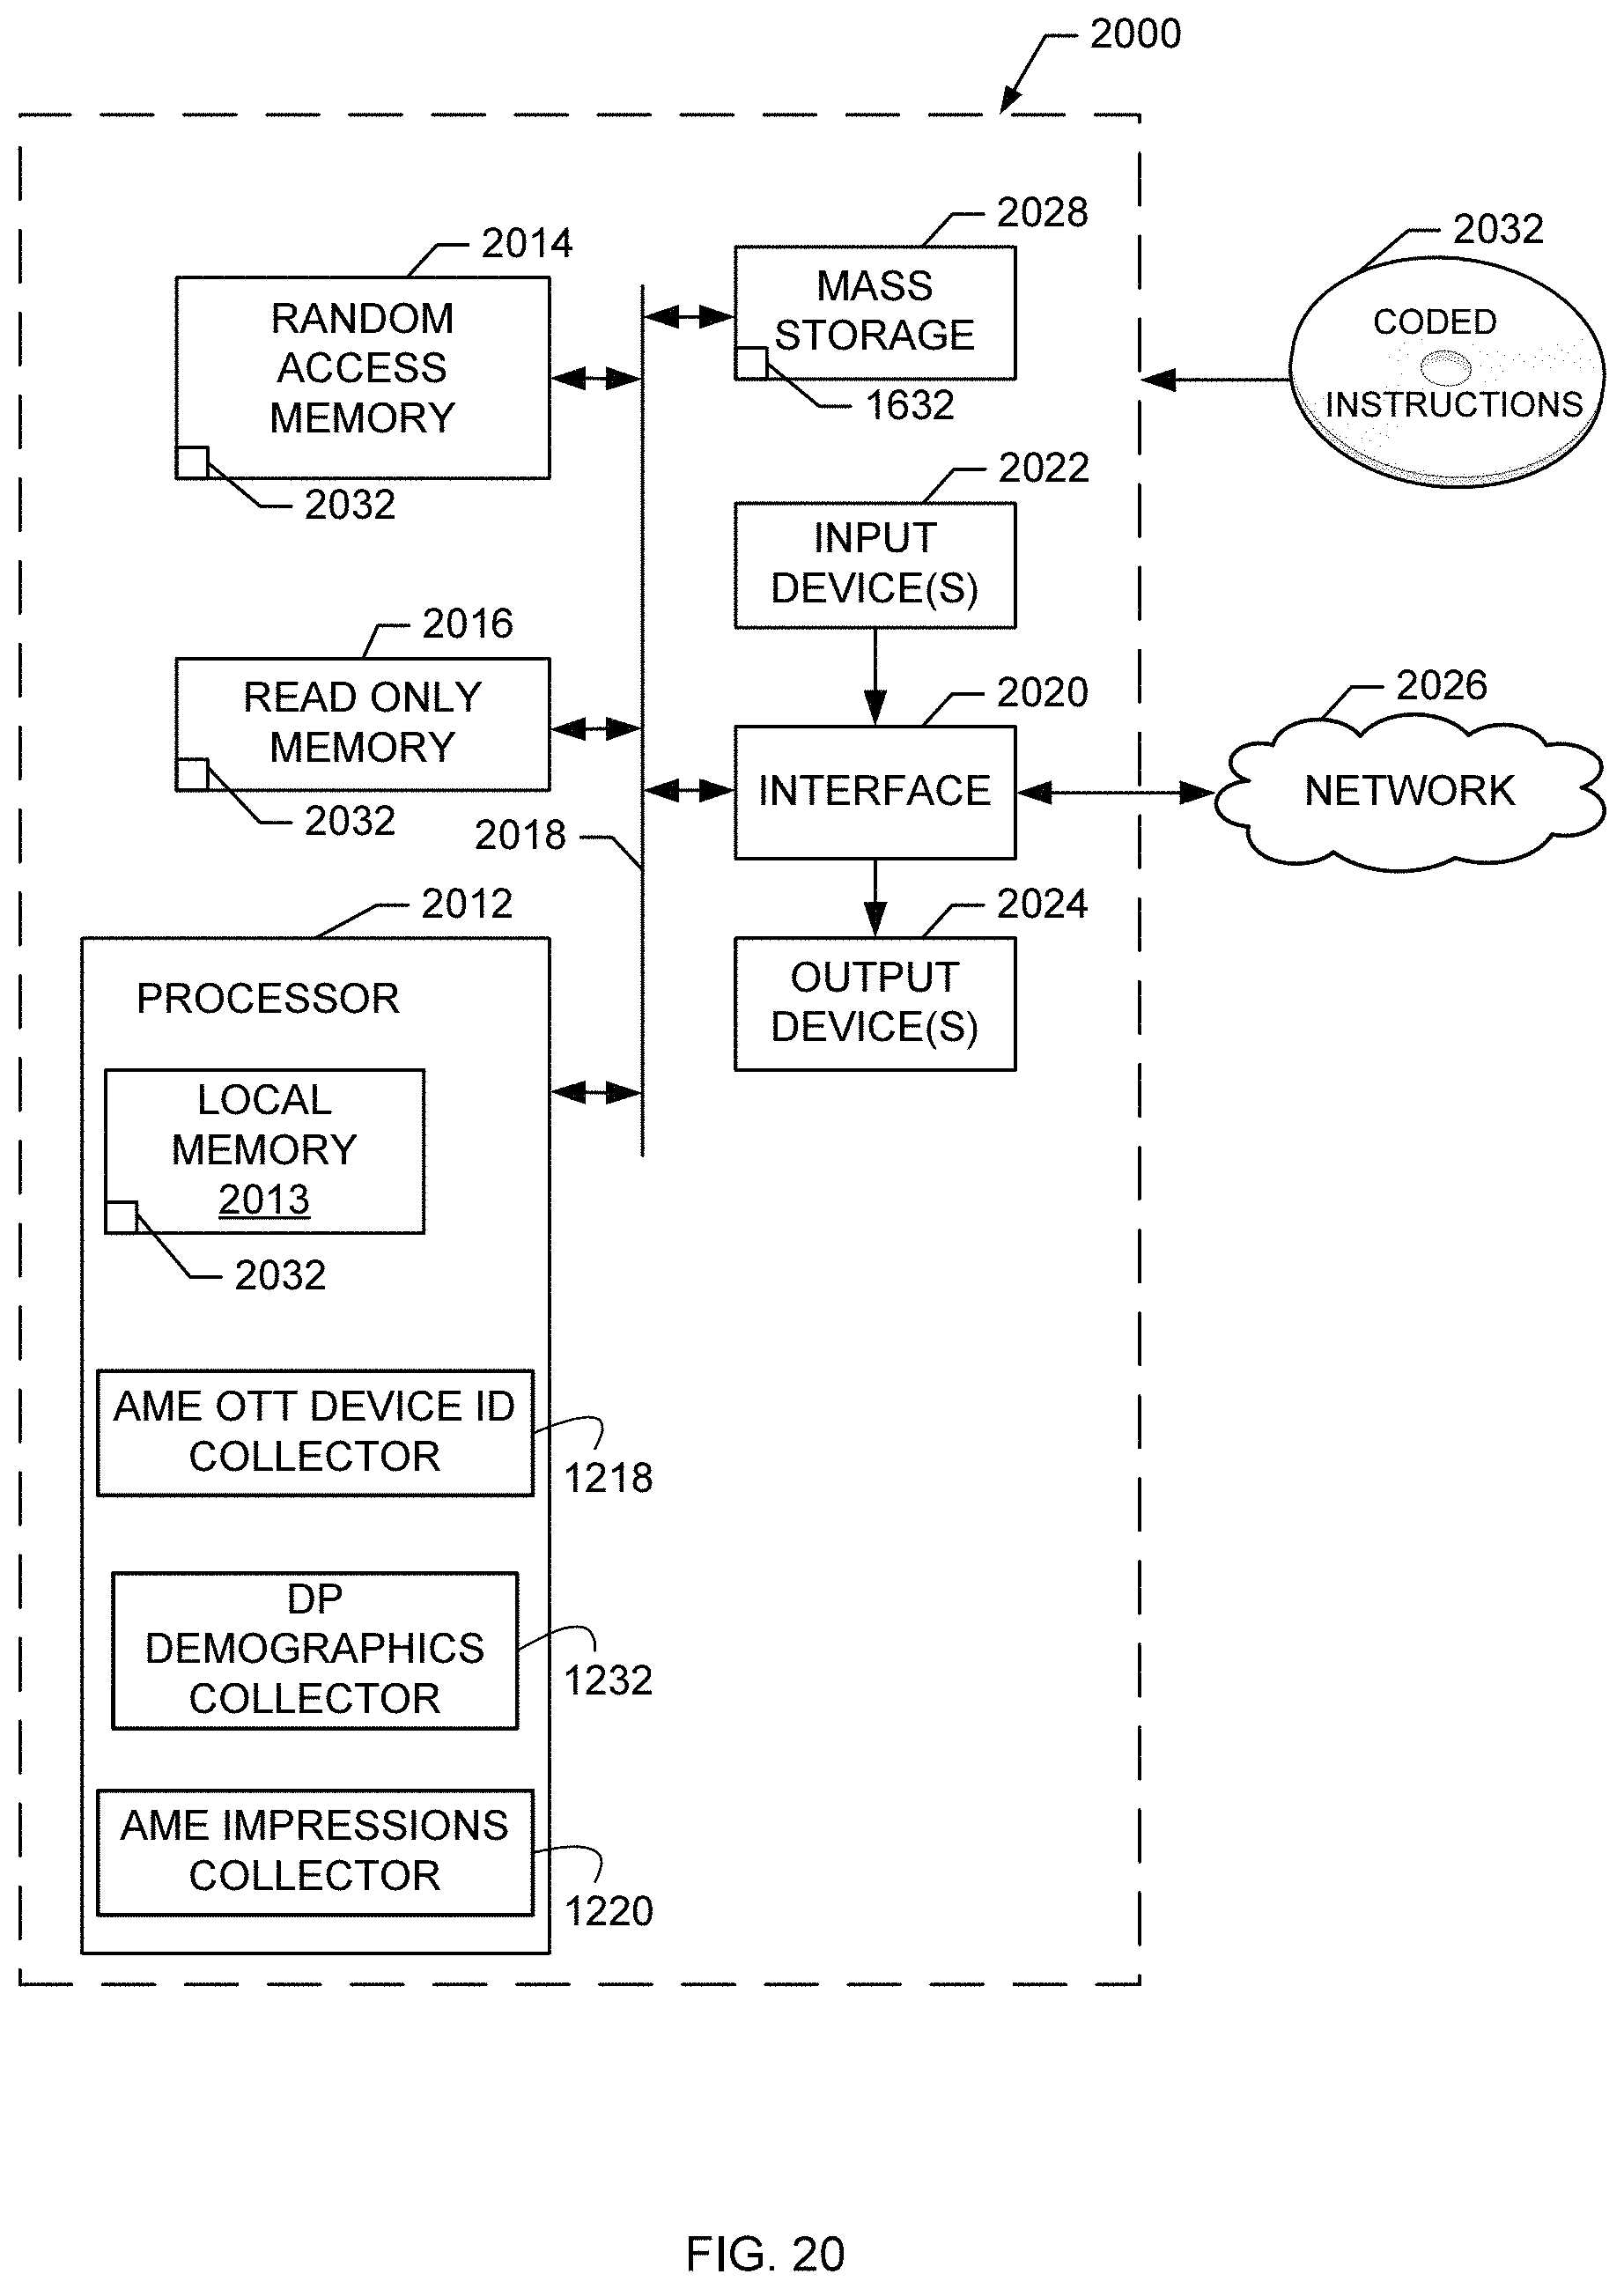 2000
2014
RANDOM
ACCESS
MEMORY
2032
2028
MASS
STORAGE
1632
2032
CODED
INSTRUCTIONS
2022
INPUT
DEVICE(S)
2016
READ ONLY
MEMORY
2032
2020
INTERFACE
2026
NETWORK
2018
2024
OUTPUT
DEVICE(S)
2012
PROCESSOR
LOCAL
MEMORY
2013
2032
AME OTT DEVICE ID
COLLECTOR
1218
DP
DEMOGRAPHICS
COLLECTOR
1232
AME IMPRESSIONS
COLLECTOR
1220
FIG. 20